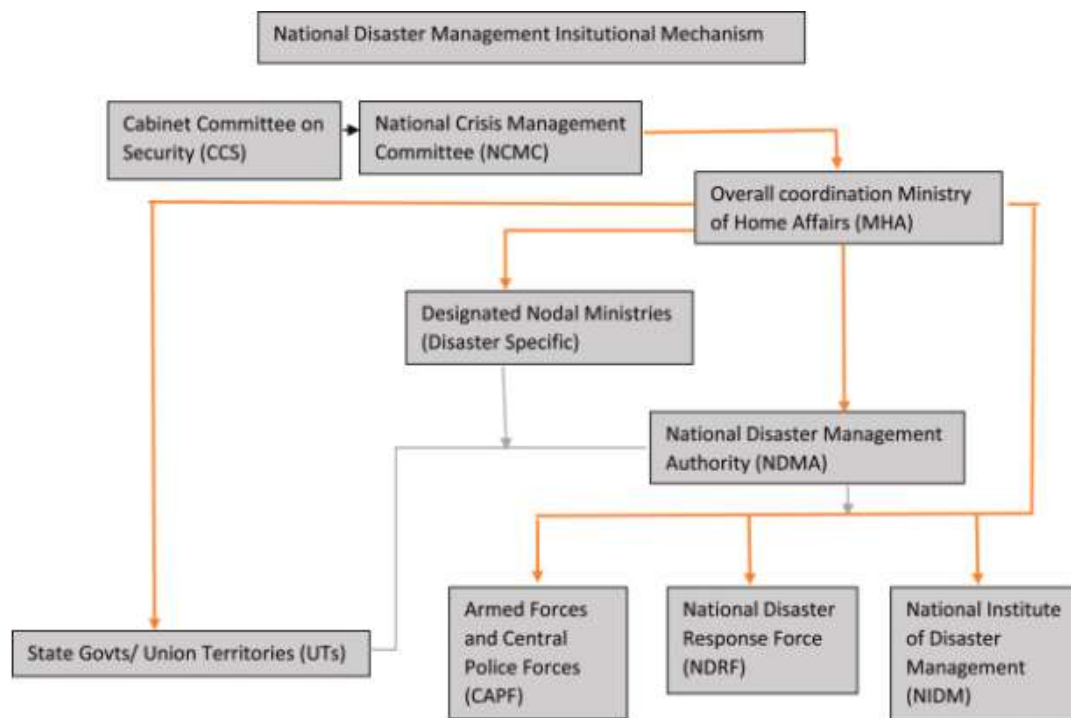 National Disaster Management Insitutional Mechanism
Cabinet Committee on
Security (CCS)
National Crisis Management
Committee (NCMC)
Overall coordination Ministry
of Home Affairs (MHA)
Designated Nodal Ministries
(Disaster Specific)
National Disaster Management
Authority (NDMA)
State Govts/ Union Territories (UTs)
Armed Forces
and Central
Police Forces
(CAPF)
National Disaster
Response Force
(NDRF)
National Institute
of Disaster
Management
(NIDM)